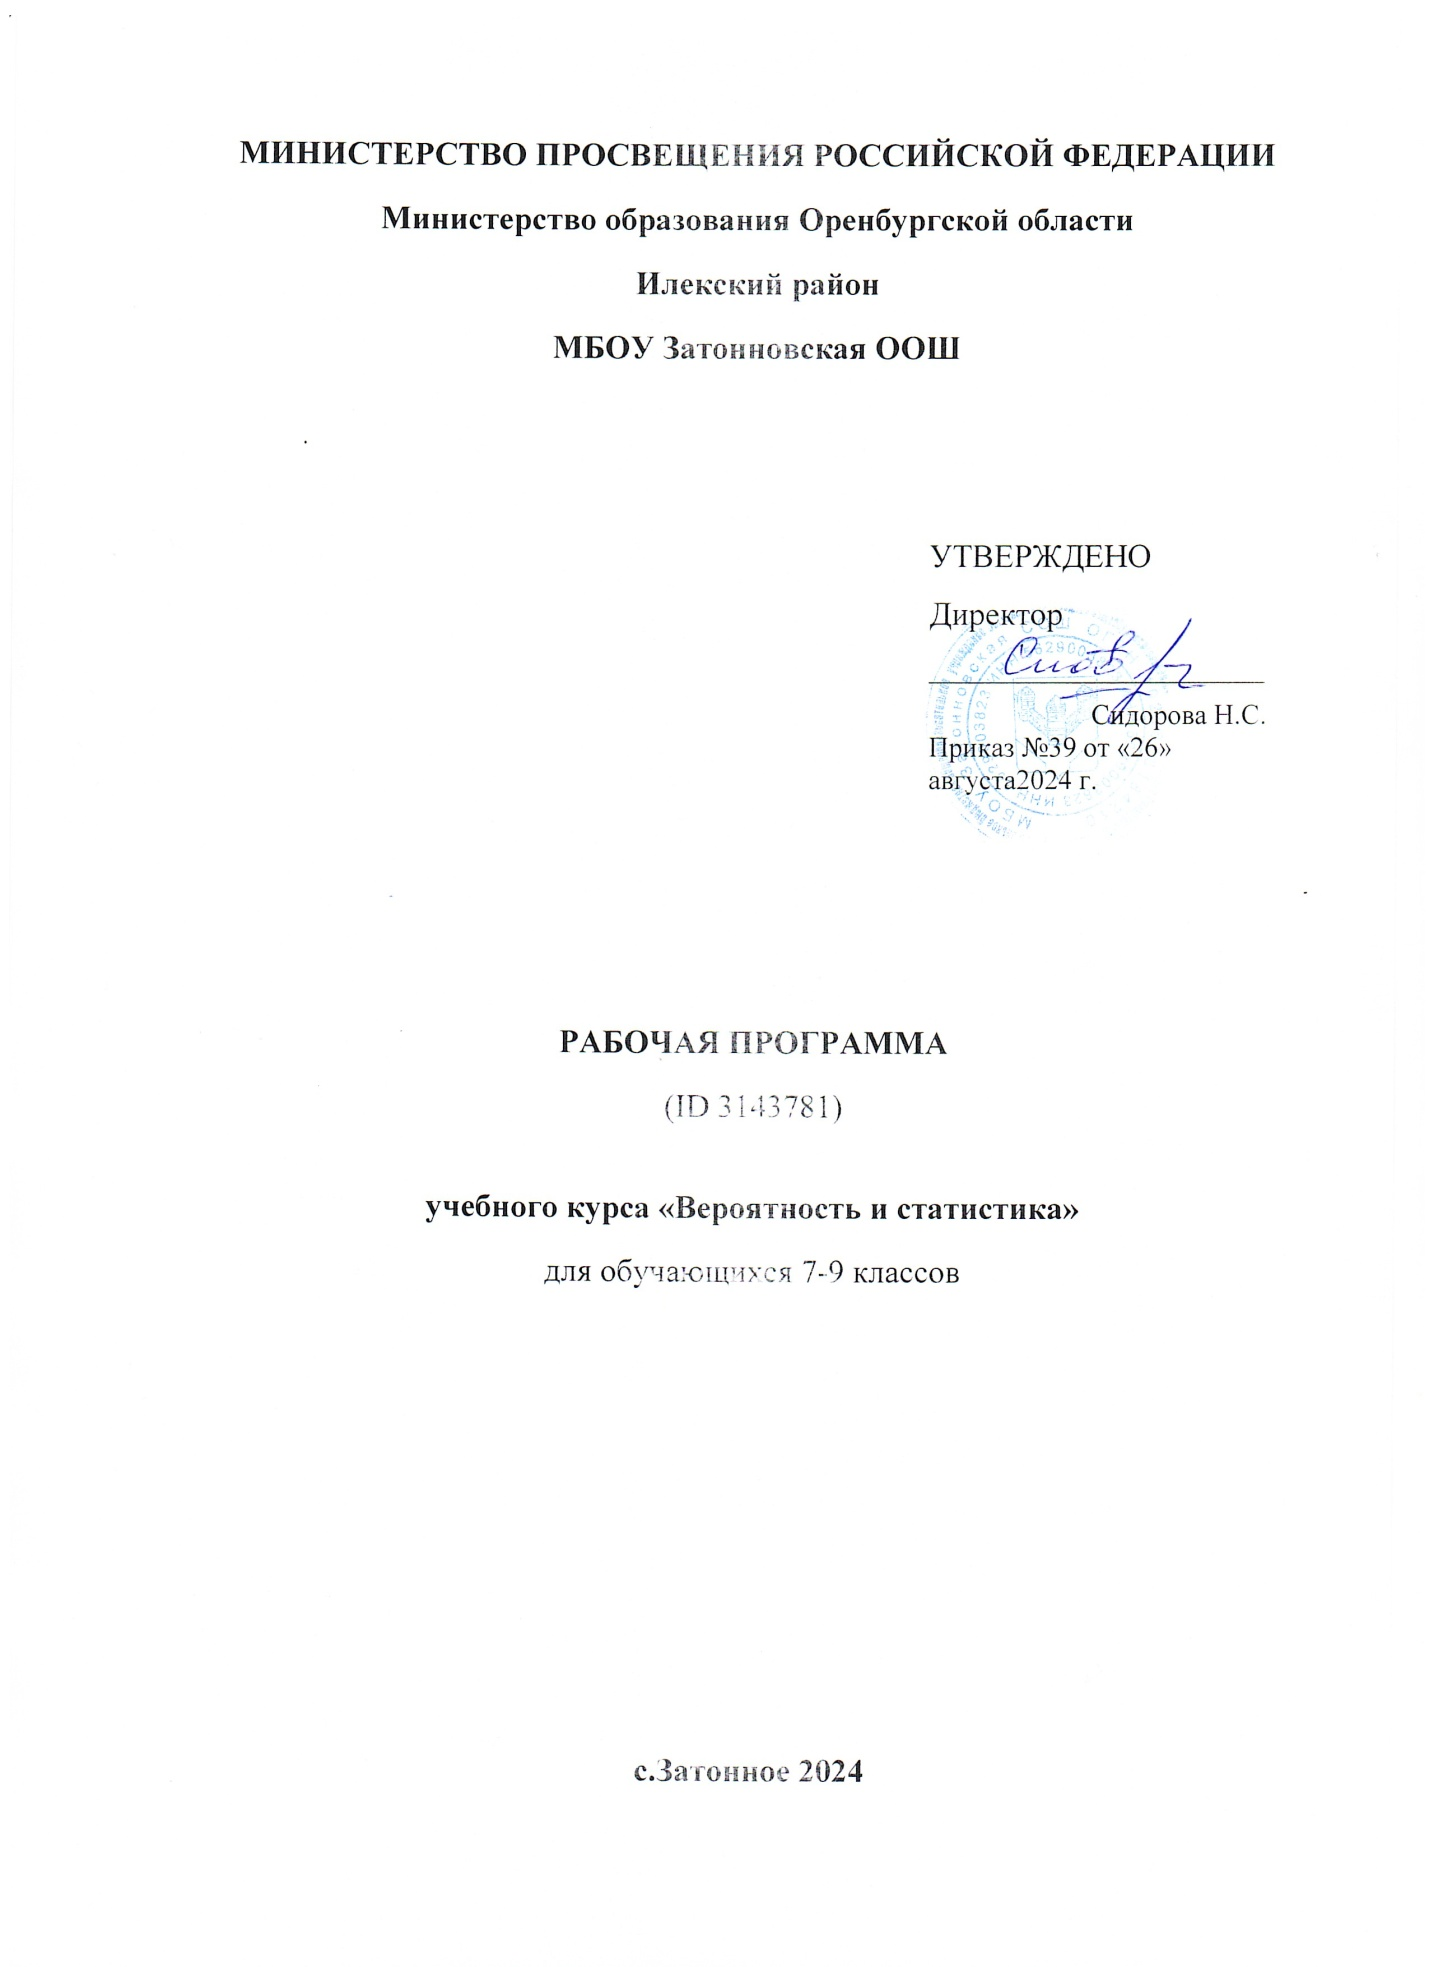 МИНИСТЕРСТВО ПРОСВЕЩЕНИЯ РОССИЙСКОЙ ФЕДЕРАЦИИ
Министерство образования Оренбургской области
Илекский район
МБОУ Затонновская ООШ
УТВЕРЖДЕНО
Директор
Сидорова Н.С.
Приказ №39 от «26»
августа2024 г.
РАБОЧАЯ ПРОГРАММА
(ID 3143781)
учебного курса «Вероятность и статистика»
для обучающихся 7-9 классов
с.Затонное 2024